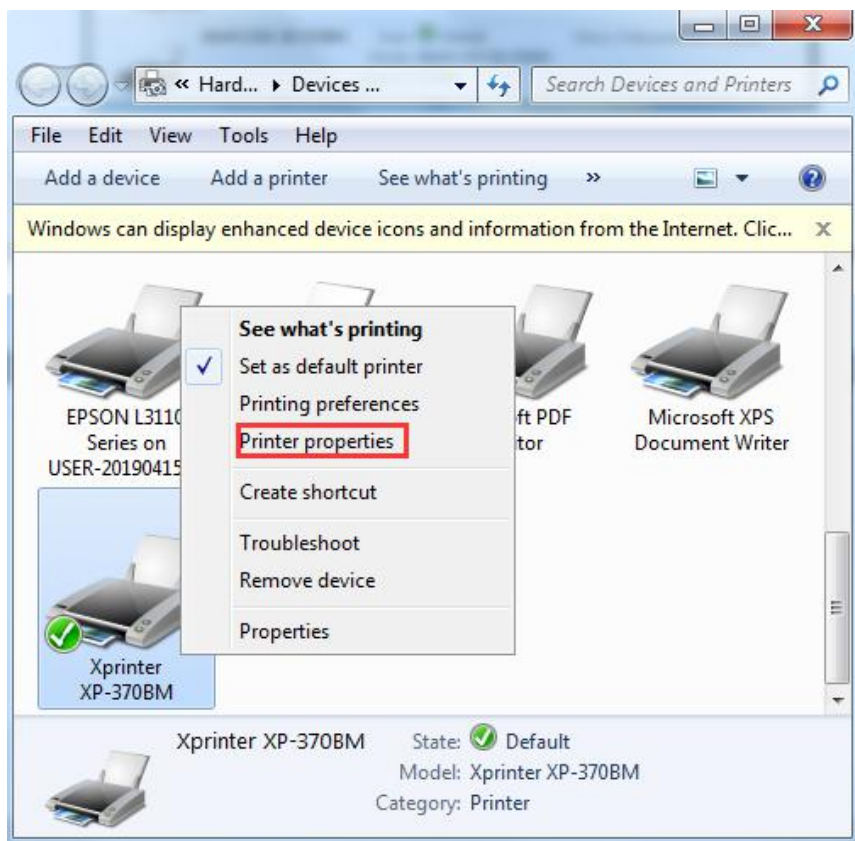 « Hard... ▸ Devices ...
Search Devices and Printers
File Edit View Tools Help
Add a device Add a printer See what's printing »
Windows can display enhanced device icons and information from the Internet. Clic... x
EPSON L3110
Series on
USER-20190415
See what's printing
Set as default printer
Printing preferences
Printer properties
Create shortcut
Troubleshoot
Remove device
Properties
ft PDF
tor
Microsoft XPS
Document Writer
Xprinter
XP-370BM
Xprinter XP-370BM State: Default
Model: Xprinter XP-370BM
Category: Printer